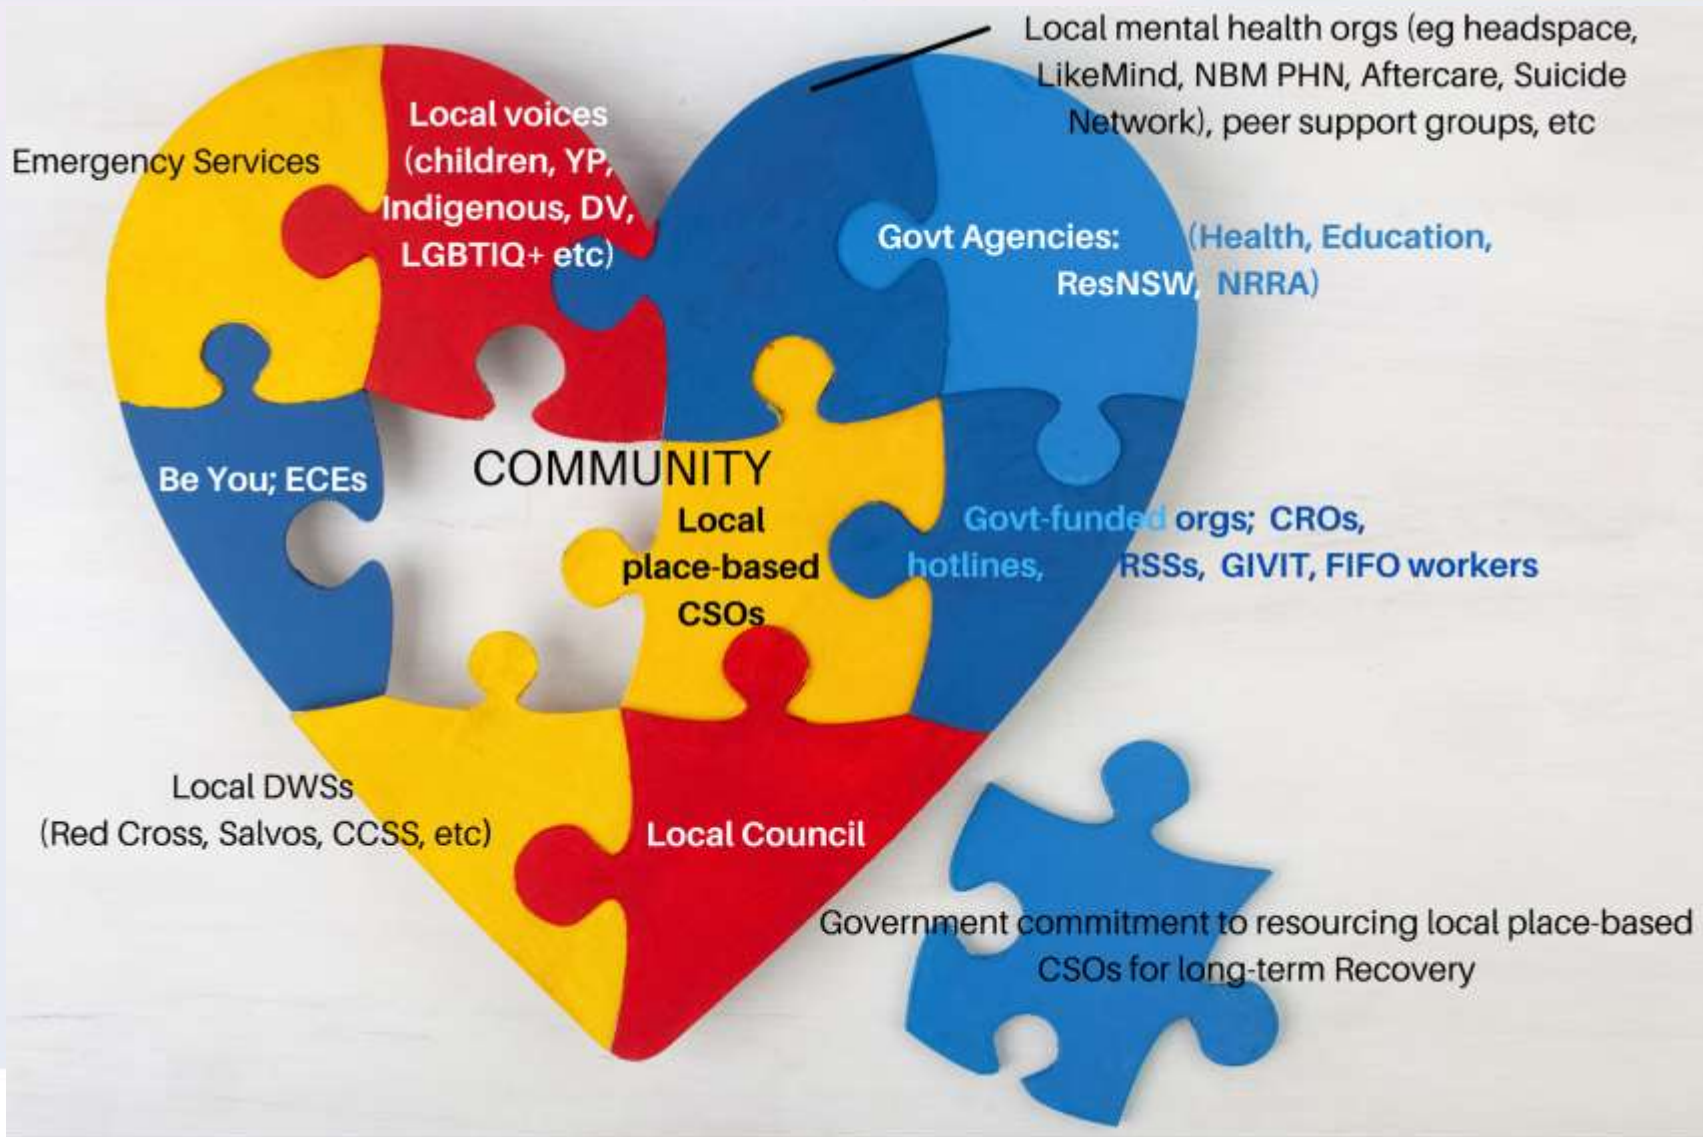 Local mental health orgs (eg headspace,
LikeMind, NBM PHN, Aftercare, Suicide
Network), peer support groups, etc
Emergency Services
Local voices
(children, YP,
Indigenous, DV,
LGBTIQ+ etc)
Govt Agencies: (Health, Education,
ResNSW, NRRA)
Be You; ECEs
COMMUNITY
Local
place-based
CSOs
Govt-funded orgs; CROs,
hotlines, RSSs, GIVIT, FIFO workers
Local DWSs
(Red Cross, Salvos, CCSS, etc)
Local Council
Government commitment to resourcing local place-based
CSOs for long-term Recovery